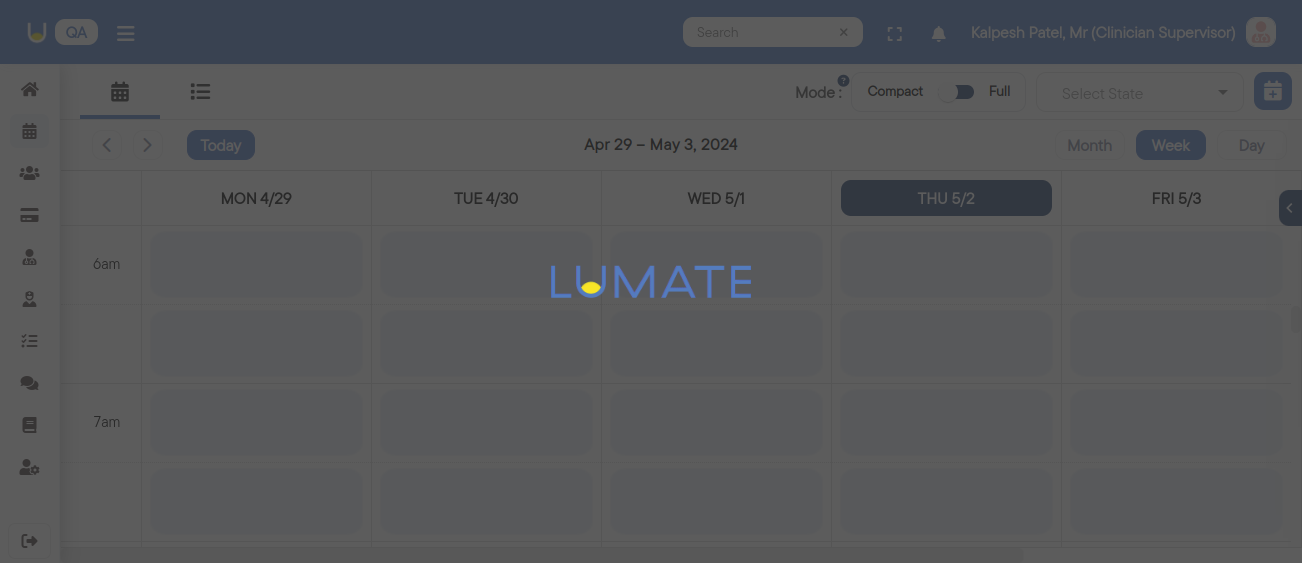 QA
Search
Kalpesh Patel, Mr (Clinician Supervisor)
Mode : ?
Compact
Full
Select State
Today
Apr 29 – May 3, 2024
Month
Week
Day
MON 4/29
TUE 4/30
WED 5/1
THU 5/2
FRI 5/3
6am
LUMATE
7am